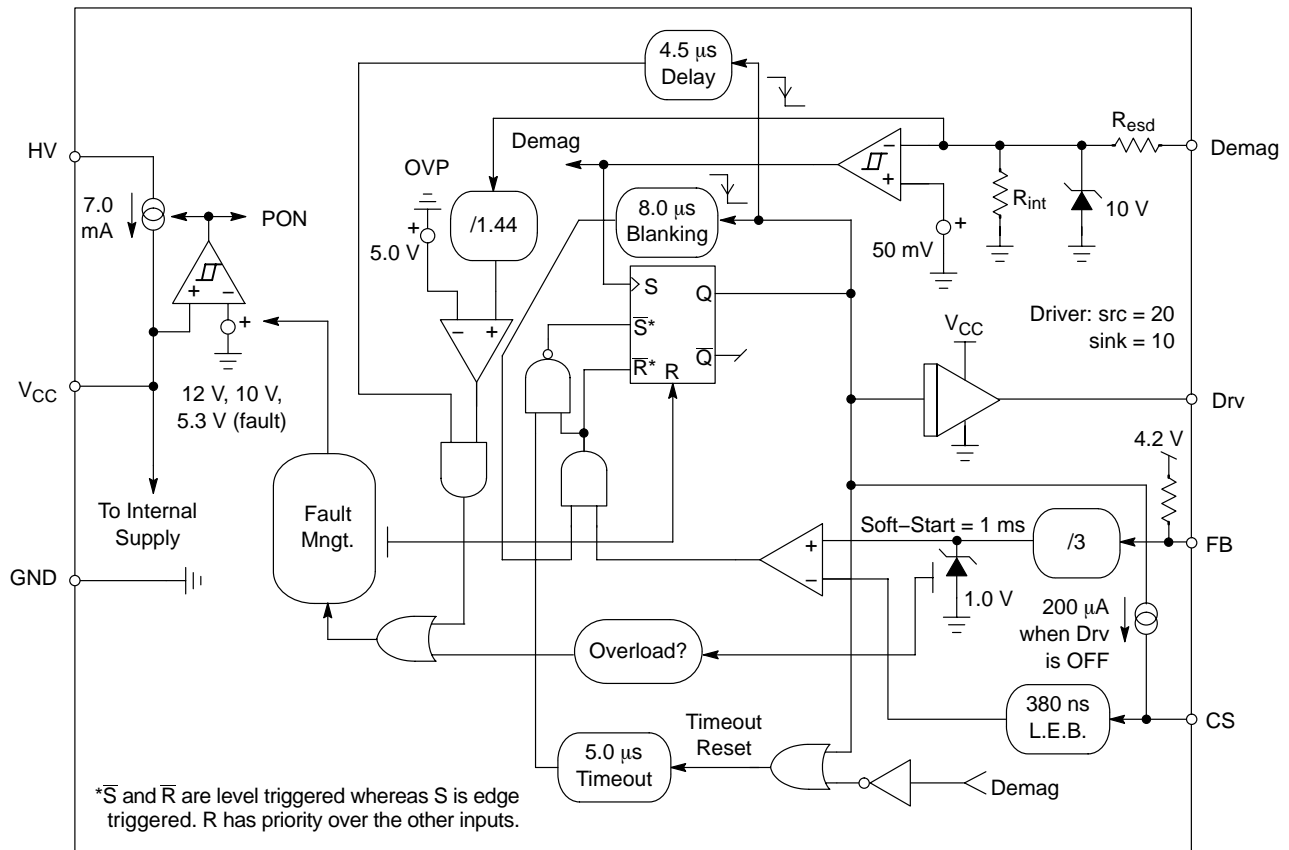 4.5 μs
Delay
HV
Demag
R_esd
Demag
OVP
7.0
mA
PON
+
5.0 V
/1.44
8.0 μs
Blanking
−
+
50 mV
+
R_int
10 V
+ −
+
− +
S Q
S̅*
R̅* Q̅
R
V_CC
Driver: src = 20
sink = 10
V_CC
12 V, 10 V,
5.3 V (fault)
Drv
4.2 V
To Internal
Supply
Fault
Mngt.
Soft−Start = 1 ms
+
−
/3
FB
GND
1.0 V
200 μA
when Drv
is OFF
Overload?
380 ns
L.E.B.
CS
Timeout
Reset
5.0 μs
Timeout
Demag
*S̅ and R̅ are level triggered whereas S is edge
triggered. R has priority over the other inputs.